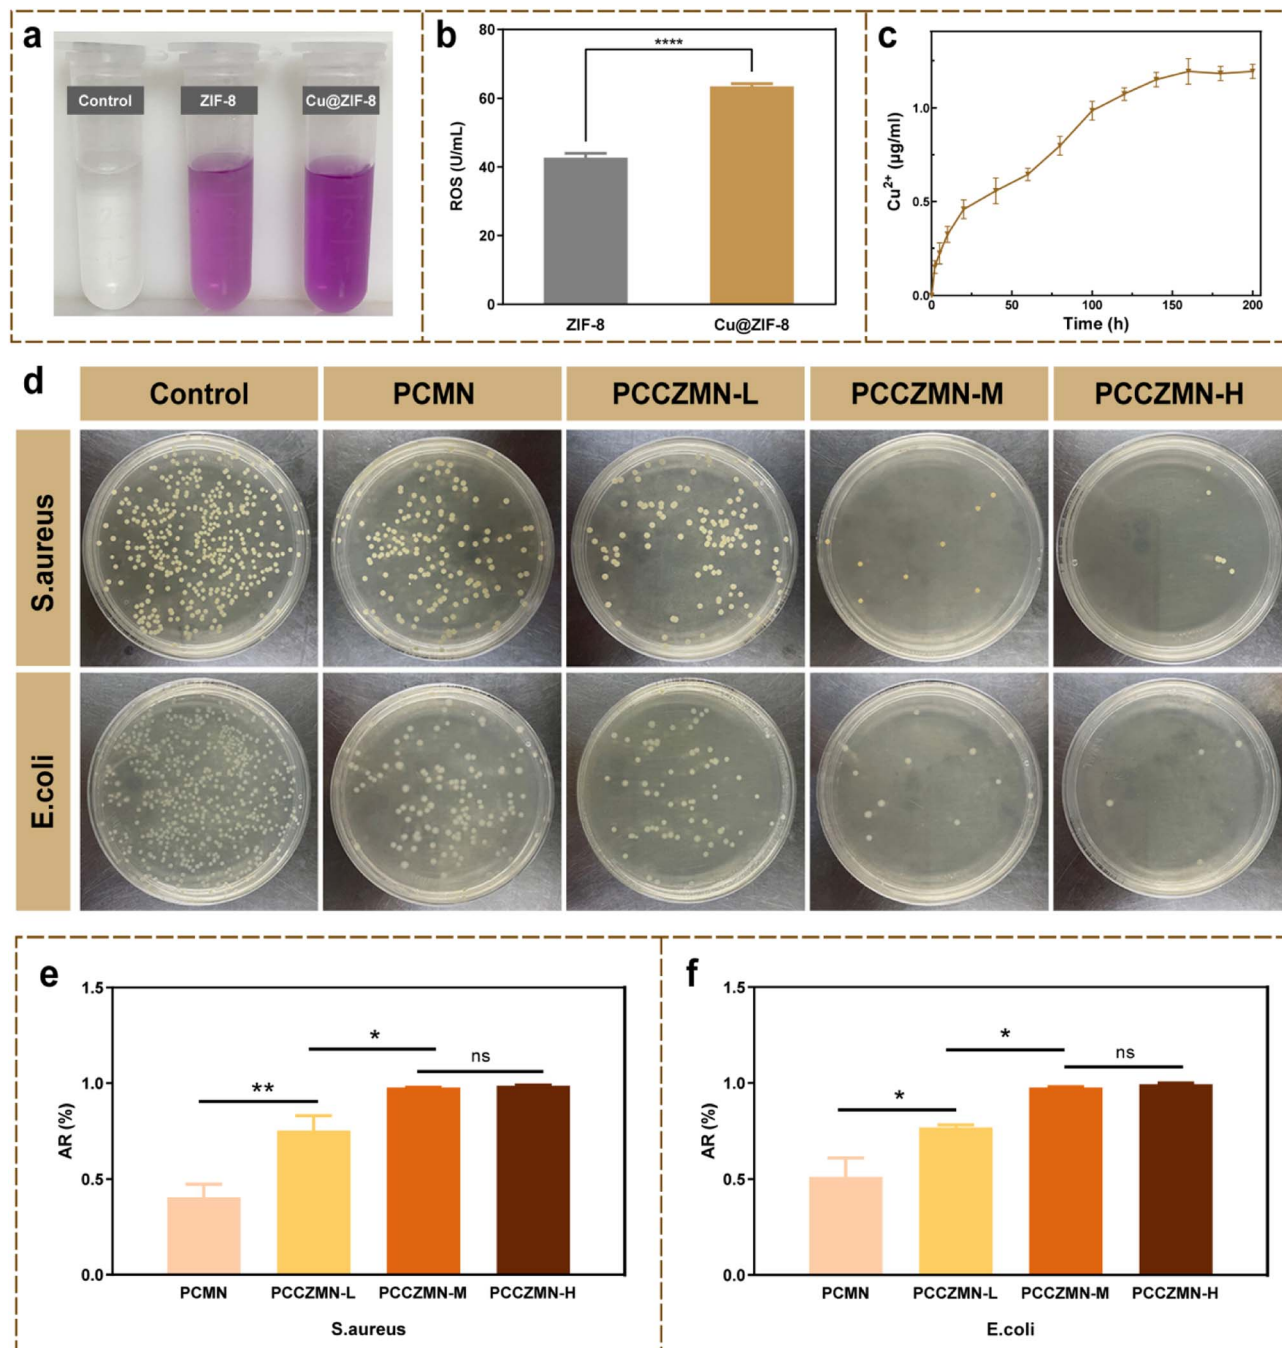 a
Control
ZIF-8
Cu@ZIF-8
b
ROS (U/mL)
80
60
40
20
0
****
ZIF-8
Cu@ZIF-8
c
Cu²⁺ (μg/ml)
1.0
0.5
0.0
0
50
100
150
200
Time (h)
d
Control
PCMN
PCCZMN-L
PCCZMN-M
PCCZMN-H
S.aureus
E.coli
e
AR (%)
1.5
1.0
0.5
0.0
**
*
ns
PCMN
PCCZMN-L
PCCZMN-M
PCCZMN-H
S.aureus
f
AR (%)
1.5
1.0
0.5
0.0
*
*
ns
PCMN
PCCZMN-L
PCCZMN-M
PCCZMN-H
E.coli